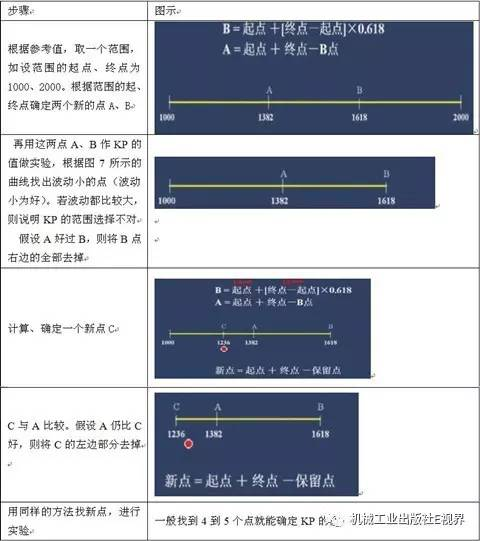 步骤
图示
根据参考值，取一个范围，
如设范围的起点、终点为
1000、2000。根据范围的起、
终点确定两个新的点 A、B
B＝起点＋[终点－起点]×0.618
A＝起点＋终点－B点
A B
1000 1382 1618 2000
再用这两点 A、B 作 KP 的
值做实验，根据图 7 所示的
曲线找出波动小的点（波动
小为好）。若波动都比较大，
则说明 KP 的范围选择不对
假设 A 好过 B，则将 B 点
右边的全部去掉
A B
1000 1382 1618
计算、确定一个新点 C
B＝起点＋[终点－起点]×0.618
A＝起点＋终点－B点
C A B
1000 1236 1382 1618
新点＝起点＋终点－保留点
C 与 A 比较。假设 A 仍比 C
好，则将 C 的左边部分去掉
C A B
1236 1382 1618
新点＝起点＋终点－保留点
用同样的方法找新点，进行
实验
一般找到 4 到 5 个点就能确定 KP 的
机械工业出版社E视界